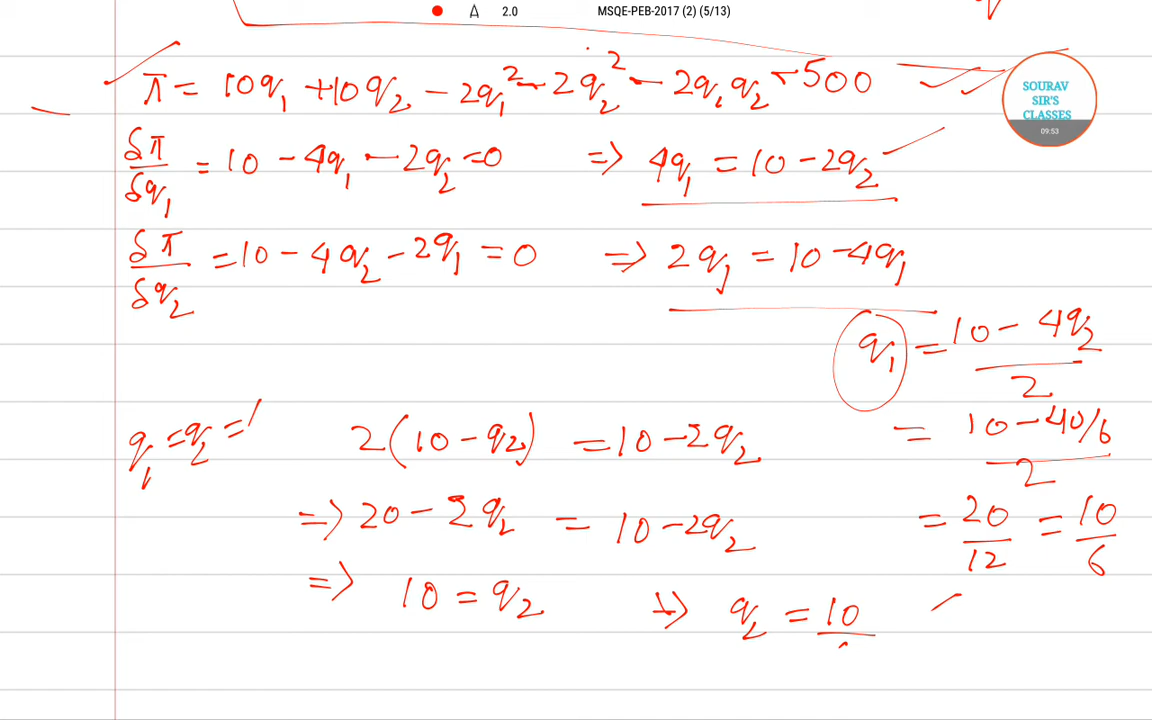 A 2.0 MSQE-PEB-2017 (2) (5/13)
SOURAV
SIR'S
CLASSES
09:53
π = 10q₁ + 10q₂ - 2q₁² - 2q₂² - 2q₁q₂ - 500
δπ/δq₁ = 10 - 4q₁ - 2q₂ = 0 => 4q₁ = 10 - 2q₂
δπ/δq₂ = 10 - 4q₂ - 2q₁ = 0 => 2q₁ = 10 - 4q₁
q₁ = (10 - 4q₂)/2
q₁ = q₂ = 2(10 - q₂) = 10 - 2q₂ = (10 - 40/6)/2
=> 20 - 2q₂ = 10 - 2q₂ = 20/12 = 10/6
=> 10 = q₂ => q₂ = 10